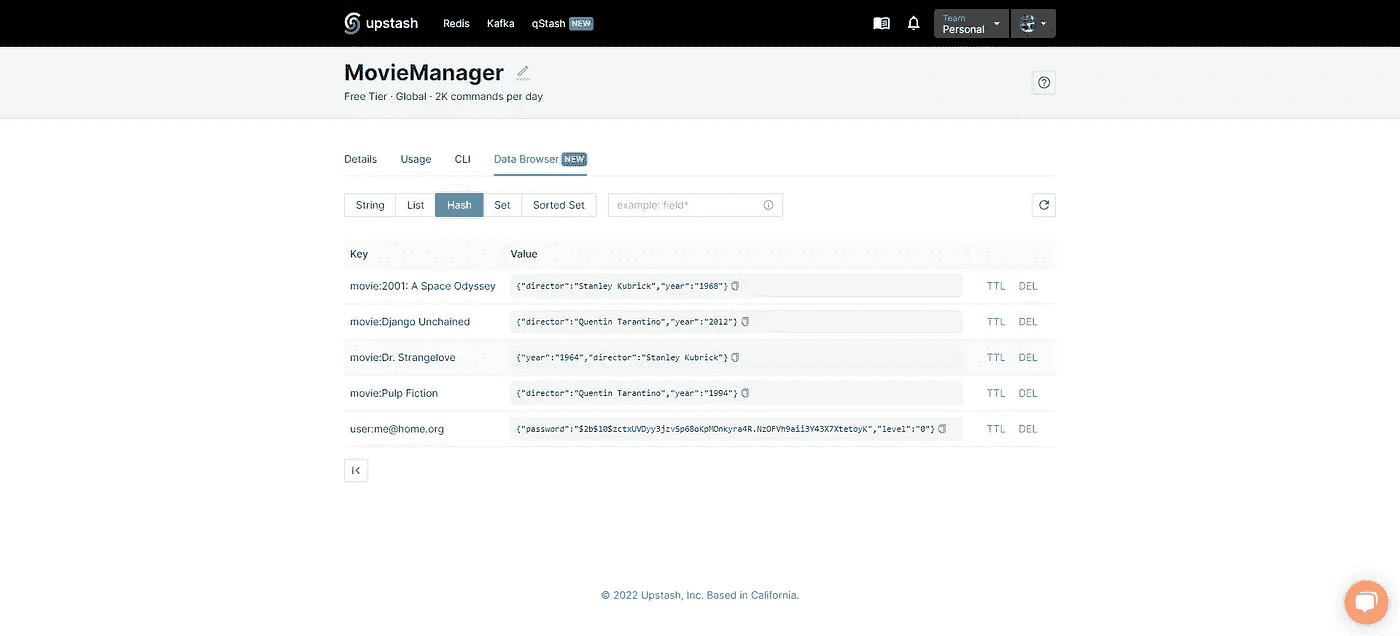 upstash Redis Kafka qStash NEW Team Personal
MovieManager
Free Tier · Global · 2K commands per day
Details Usage CLI Data Browser NEW
String List Hash Set Sorted Set example: field*
Key Value
movie:2001: A Space Odyssey {"director":"Stanley Kubrick","year":"1968"} TTL DEL
movie:Django Unchained {"director":"Quentin Tarantino","year":"2012"} TTL DEL
movie:Dr. Strangelove {"year":"1964","director":"Stanley Kubrick"} TTL DEL
movie:Pulp Fiction {"director":"Quentin Tarantino","year":"1994"} TTL DEL
user:me@home.org {"password":"$2b$10$zctxUVDyy3jzvSp68oKpMOnkyra4R.NzOFVh9aii3Y43X7XtetoyK","level":"0"} TTL DEL
© 2022 Upstash, Inc. Based in California.